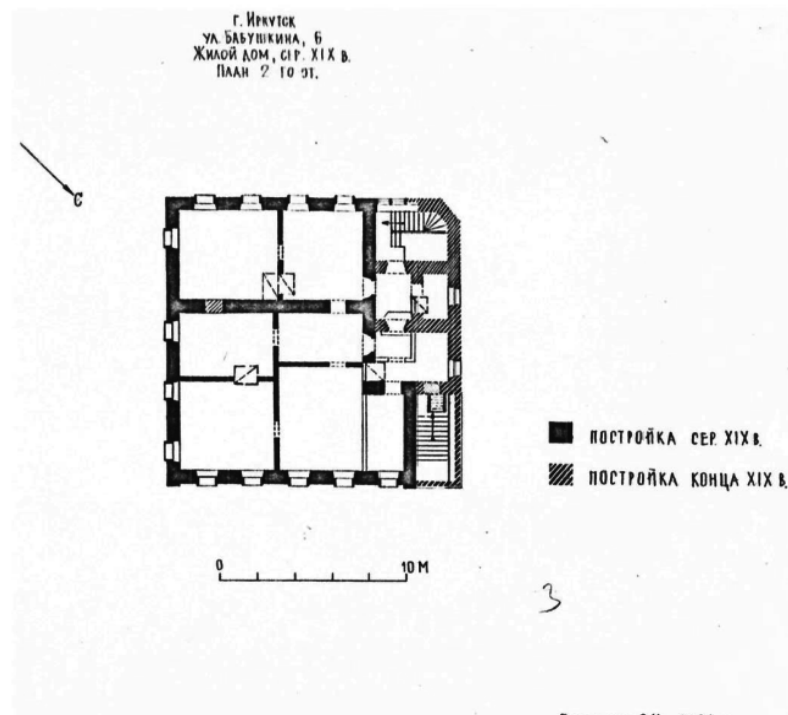 г. Иркутск
ул. Бабушкина, 6
Жилой дом, сер. XIX в.
План 2 го эт.
С
постройка сер. XIX в.
постройка конца XIX в.
0 10 м
3